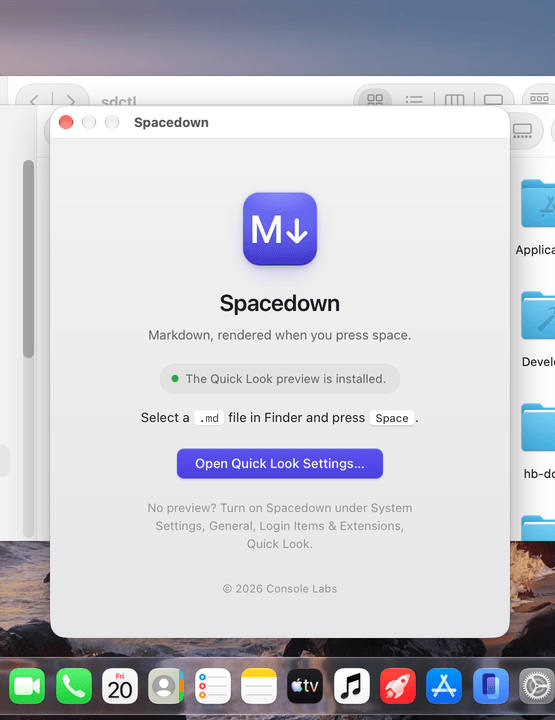 sdctl
Spacedown
M↓
Spacedown
Markdown, rendered when you press space.
The Quick Look preview is installed.
Select a .md file in Finder and press Space.
Open Quick Look Settings...
No preview? Turn on Spacedown under System
Settings, General, Login Items & Extensions,
Quick Look.
© 2026 Console Labs
Applica
Develo
hb-do
Fri
20
tv